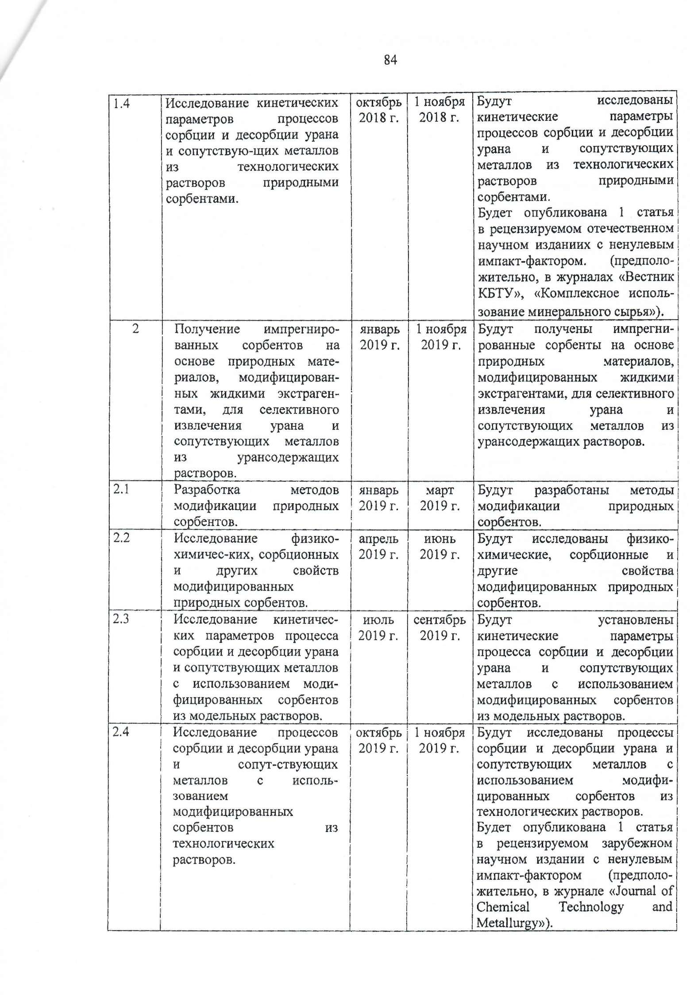 84
1.4
Исследование кинетических
параметров процессов
сорбции и десорбции урана
и сопутствую-щих металлов
из технологических
растворов природными
сорбентами.
октябрь
2018 г.
1 ноября
2018 г.
Будут исследованы
кинетические параметры
процессов сорбции и десорбции
урана и сопутствующих
металлов из технологических
растворов природными
сорбентами.
Будет опубликована 1 статья
в рецензируемом отечественном
научном изданиих с ненулевым
импакт-фактором. (предполо-
жительно, в журналах «Вестник
КБТУ», «Комплексное исполь-
зование минерального сырья»).
2
Получение импрегниро-
ванных сорбентов на
основе природных мате-
риалов, модифицирован-
ных жидкими экстраген-
тами, для селективного
извлечения урана и
сопутствующих металлов
из урансодержащих
растворов.
январь
2019 г.
1 ноября
2019 г.
Будут получены импрегни-
рованные сорбенты на основе
природных материалов,
модифицированных жидкими
экстрагентами, для селективного
извлечения урана и
сопутствующих металлов из
урансодержащих растворов.
2.1
Разработка методов
модификации природных
сорбентов.
январь
2019 г.
март
2019 г.
Будут разработаны методы
модификации природных
сорбентов.
2.2
Исследование физико-
химичес-ких, сорбционных
и других свойств
модифицированных
природных сорбентов.
апрель
2019 г.
июнь
2019 г.
Будут исследованы физико-
химические, сорбционные и
другие свойства
модифицированных природных
сорбентов.
2.3
Исследование кинетичес-
ких параметров процесса
сорбции и десорбции урана
и сопутствующих металлов
с использованием моди-
фицированных сорбентов
из модельных растворов.
июль
2019 г.
сентябрь
2019 г.
Будут установлены
кинетические параметры
процесса сорбции и десорбции
урана и сопутствующих
металлов с использованием
модифицированных сорбентов
из модельных растворов.
2.4
Исследование процессов
сорбции и десорбции урана
и сопут-ствующих
металлов с исполь-
зованием
модифицированных
сорбентов из
технологических
растворов.
октябрь
2019 г.
1 ноября
2019 г.
Будут исследованы процессы
сорбции и десорбции урана и
сопутствующих металлов с
использованием модифи-
цированных сорбентов из
технологических растворов.
Будет опубликована 1 статья
в рецензируемом зарубежном
научном издании с ненулевым
импакт-фактором (предполо-
жительно, в журнале «Journal of
Chemical Technology and
Metallurgy»).